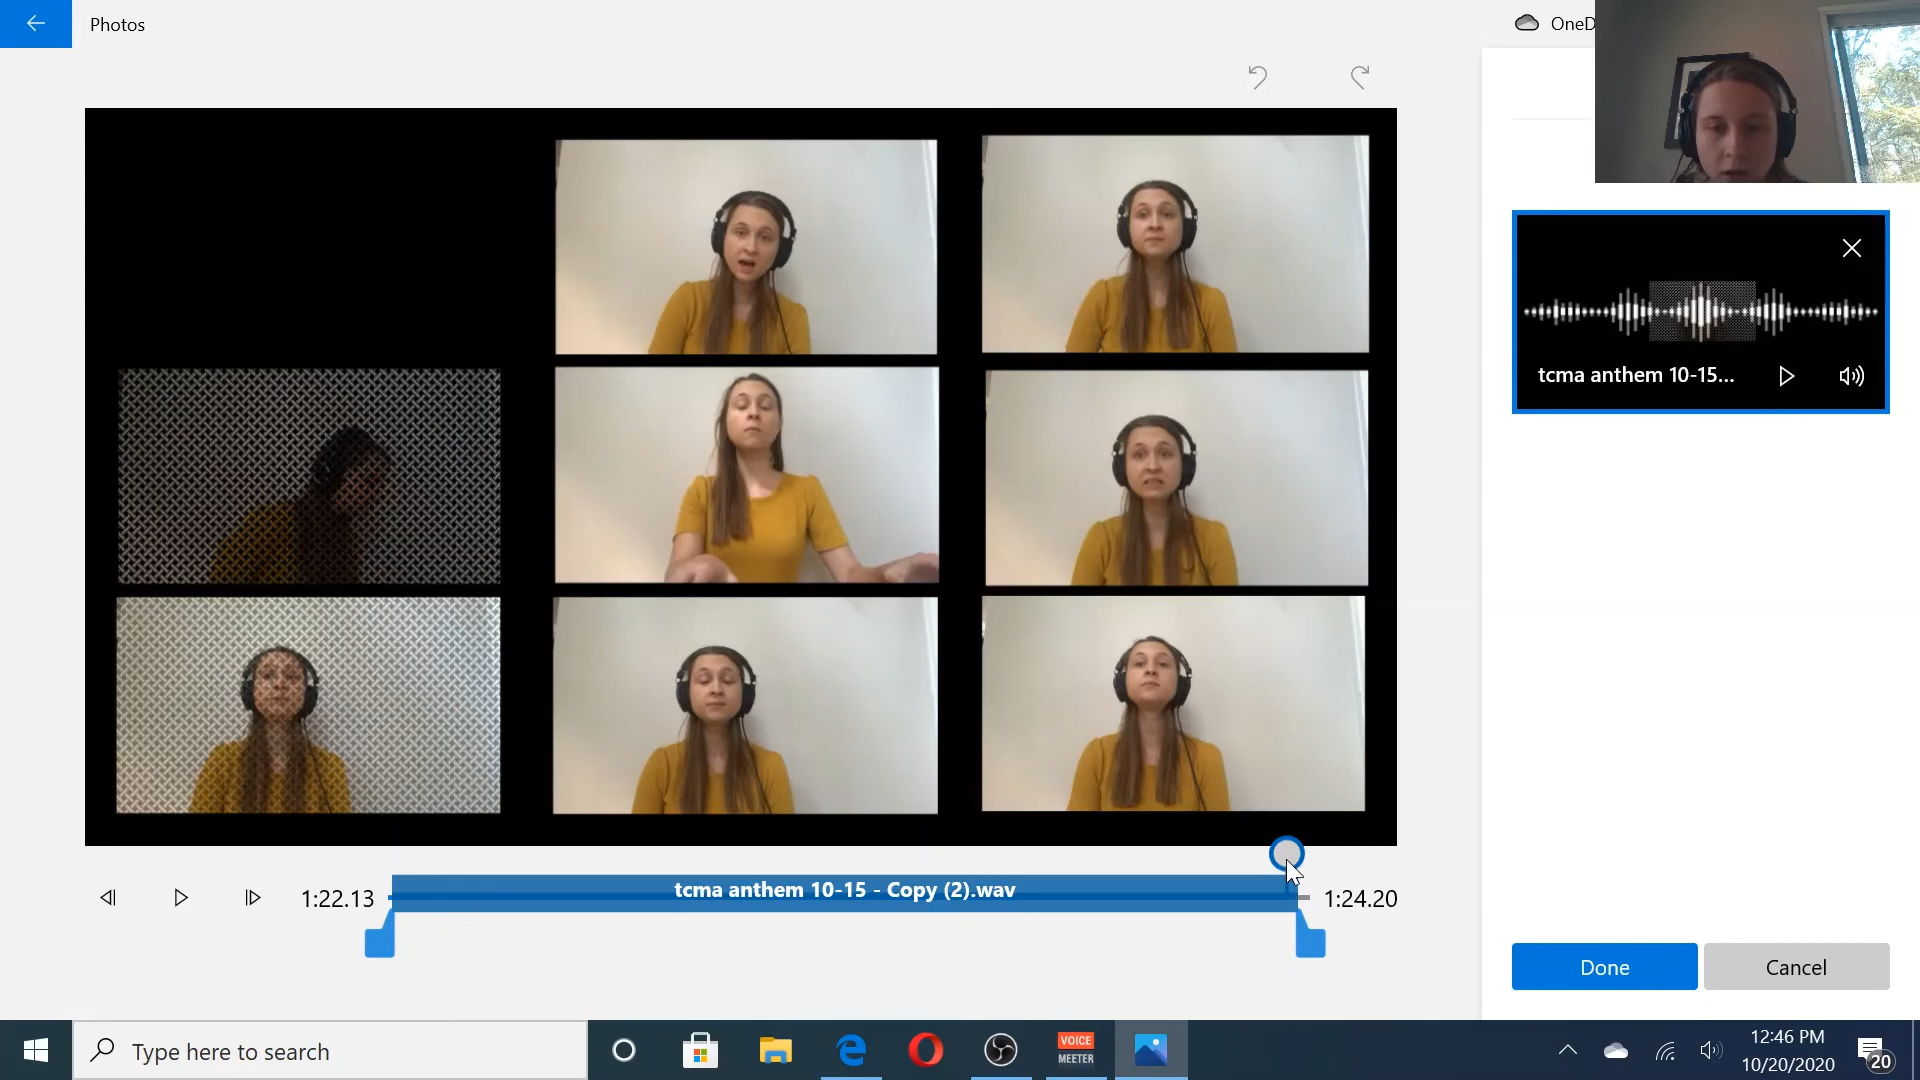 Photos
OneD
tcma anthem 10-15...
1:22.13
tcma anthem 10-15 - Copy (2).wav
1:24.20
Done
Cancel
Type here to search
VOICE
MEETER
12:46 PM
10/20/2020
20